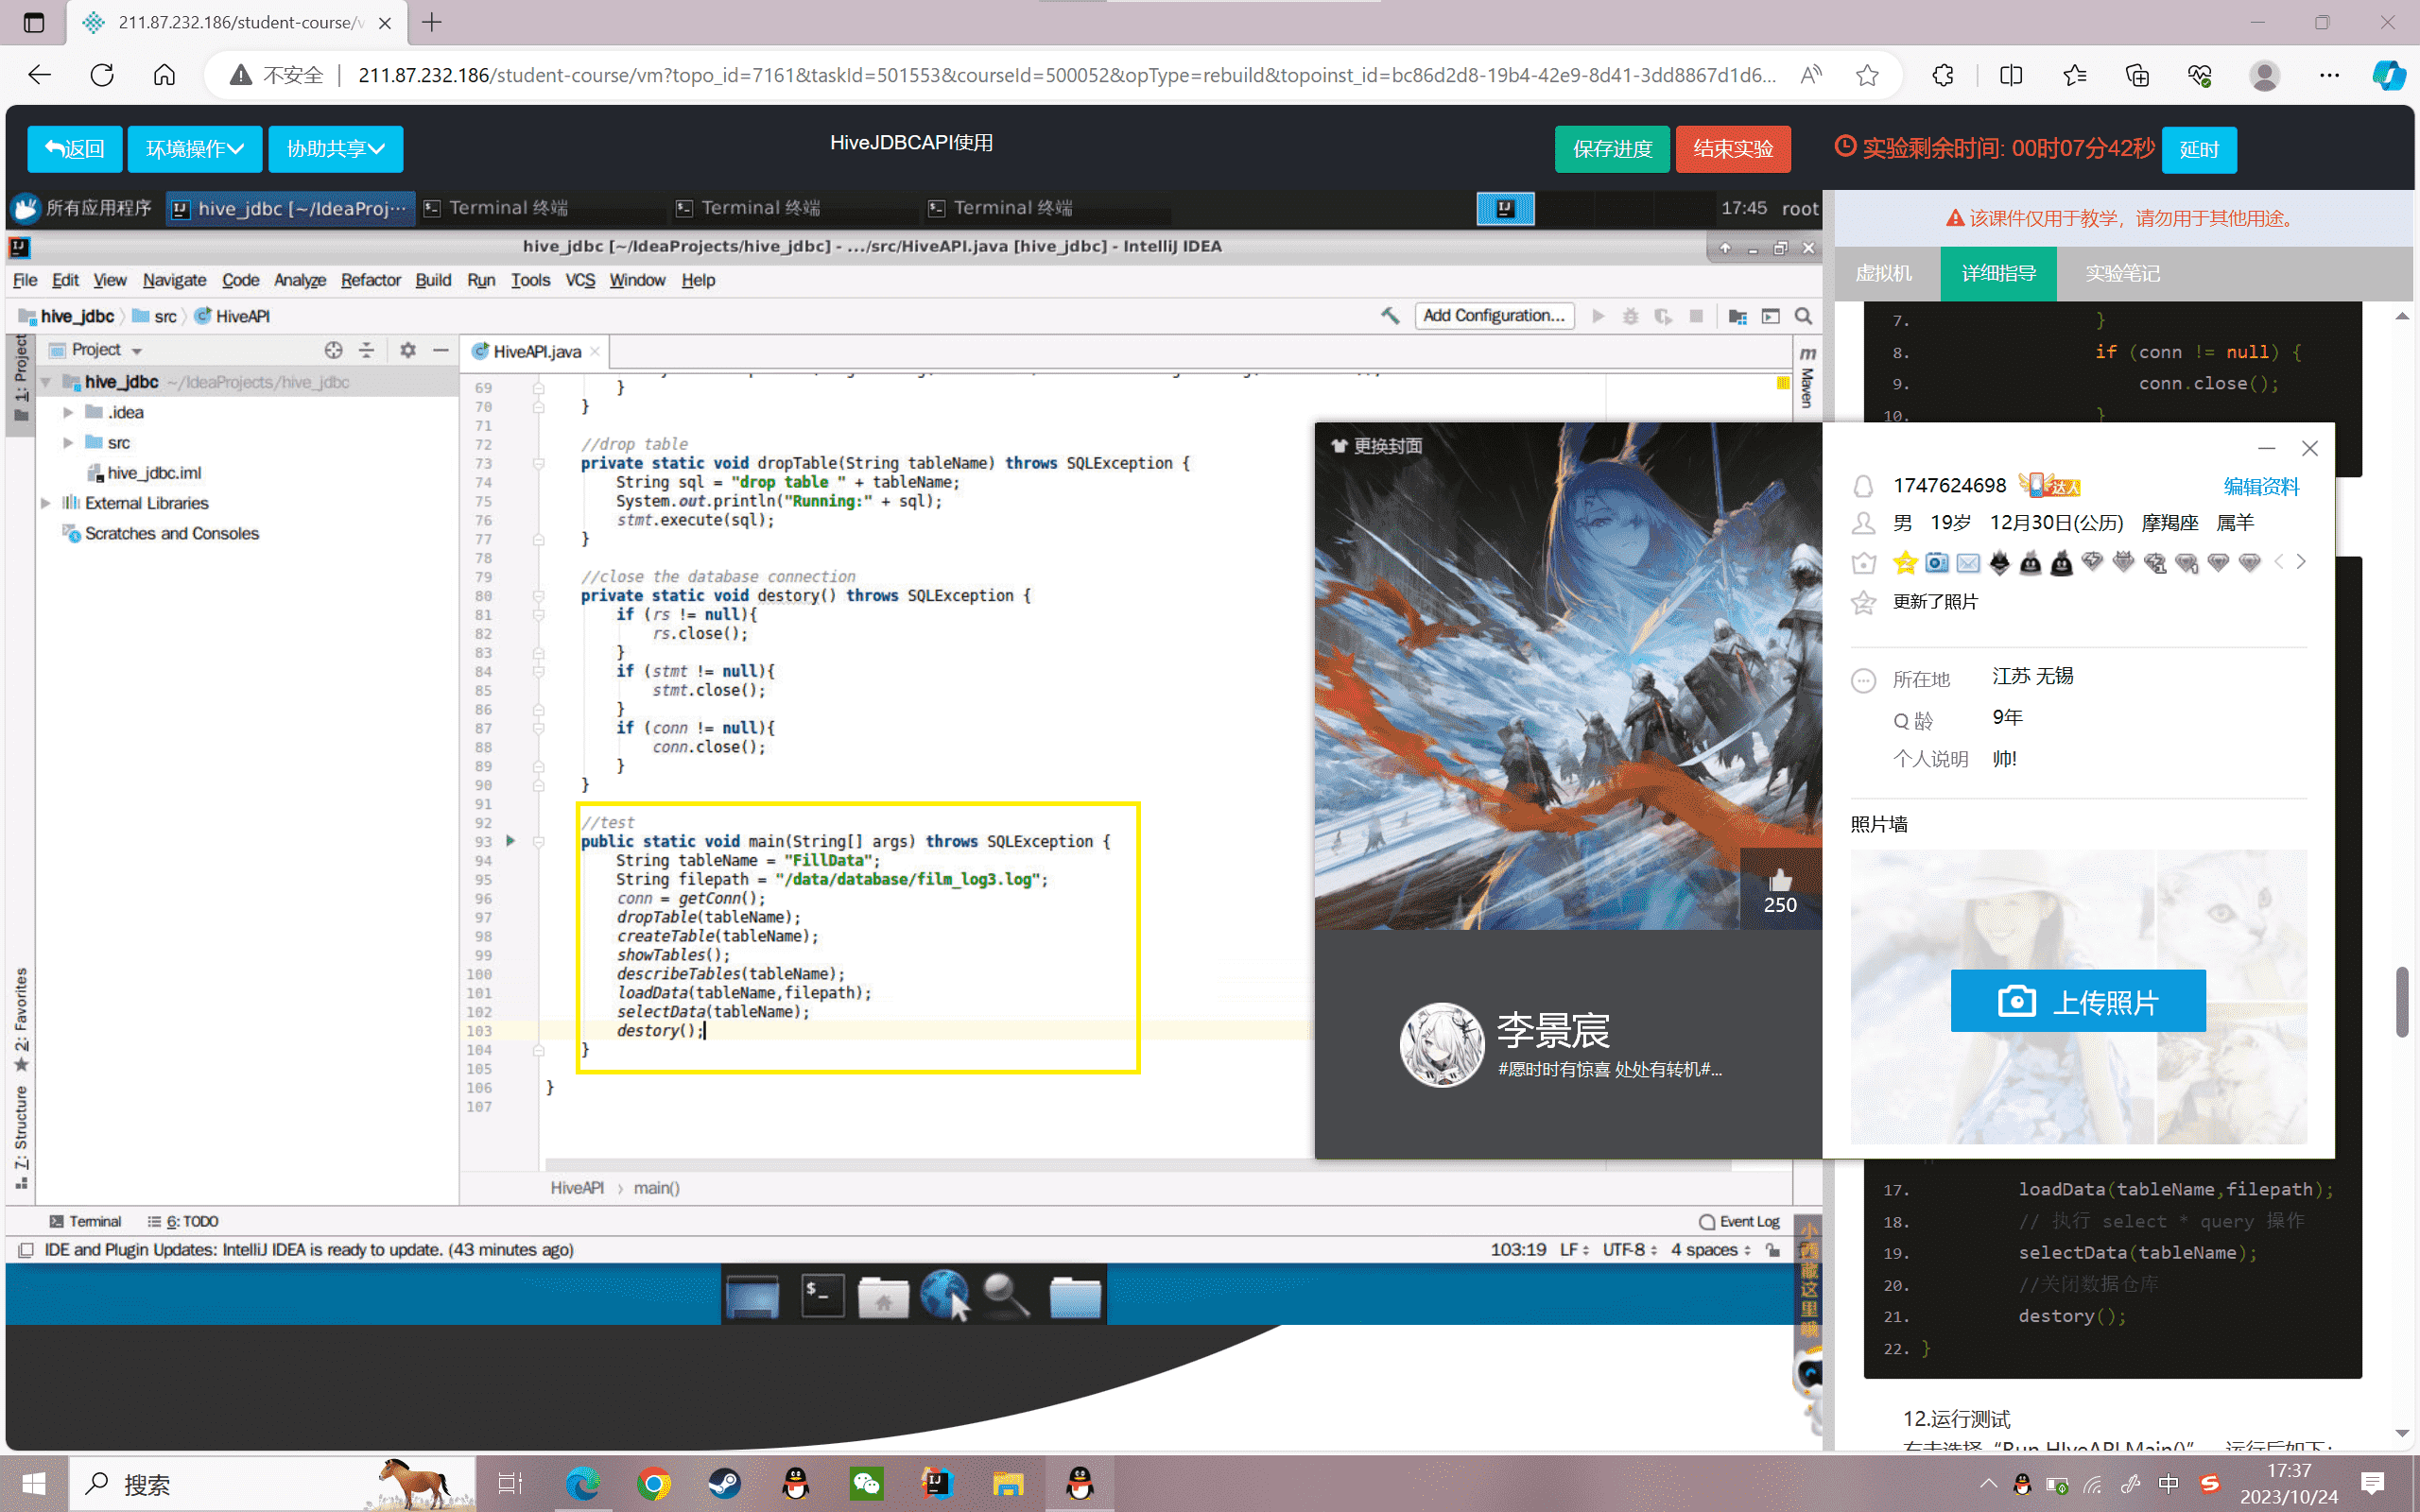 211.87.232.186/student-course/v
不安全 211.87.232.186/student-course/vm?topo_id=7161&taskId=501553&courseId=500052&opType=rebuild&topoinst_id=bc86d2d8-19b4-42e9-8d41-3dd8867d1d6...
返回 环境操作 协助共享 HiveJDBCAPI使用 保存进度 结束实验 实验剩余时间: 00时07分42秒 延时
所有应用程序 hive_jdbc [~/IdeaProj··· Terminal 终端 Terminal 终端 Terminal 终端 17:45 root
该课件仅用于教学，请勿用于其他用途。
hive_jdbc [~/IdeaProjects/hive_jdbc] - .../src/HiveAPI.java [hive_jdbc] - IntelliJ IDEA
虚拟机 详细指导 实验笔记
File Edit View Navigate Code Analyze Refactor Build Run Tools VCS Window Help
hive_jdbc src HiveAPI Add Configuration...
1: Project
Project
HiveAPI.java
Maven
hive_jdbc ~/IdeaProjects/hive_jdbc
.idea
src
hive_jdbc.iml
External Libraries
Scratches and Consoles
69 }
70 }
71
72 //drop table
73 private static void dropTable(String tableName) throws SQLException {
74 String sql = "drop table " + tableName;
75 System.out.println("Running:" + sql);
76 stmt.execute(sql);
77 }
78
79 //close the database connection
80 private static void destory() throws SQLException {
81 if (rs != null){
82 rs.close();
83 }
84 if (stmt != null){
85 stmt.close();
86 }
87 if (conn != null){
88 conn.close();
89 }
90 }
91
92 //test
93 public static void main(String[] args) throws SQLException {
94 String tableName = "FillData";
95 String filepath = "/data/database/film_log3.log";
96 conn = getConn();
97 dropTable(tableName);
98 createTable(tableName);
99 showTables();
100 describeTables(tableName);
101 loadData(tableName,filepath);
102 selectData(tableName);
103 destory();
104 }
105
106 }
107
HiveAPI › main()
2: Favorites
7: Structure
Terminal 6: TODO Event Log
IDE and Plugin Updates: IntelliJ IDEA is ready to update. (43 minutes ago) 103:19 LF UTF-8 4 spaces
7. }
8. if (conn != null) {
9. conn.close();
10. }
更换封面
250
李景宸
#愿时时有惊喜 处处有转机#...
1747624698 达人 编辑资料
男 19岁 12月30日(公历) 摩羯座 属羊
更新了照片
所在地 江苏 无锡
Q 龄 9年
个人说明 帅!
照片墙
上传照片
17. loadData(tableName,filepath);
18. // 执行 select * query 操作
19. selectData(tableName);
20. //关闭数据仓库
21. destory();
22. }
12.运行测试
右击选择 “Run HIveAPI.Main()” ，运行后如下：
搜索
中
17:37
2023/10/24